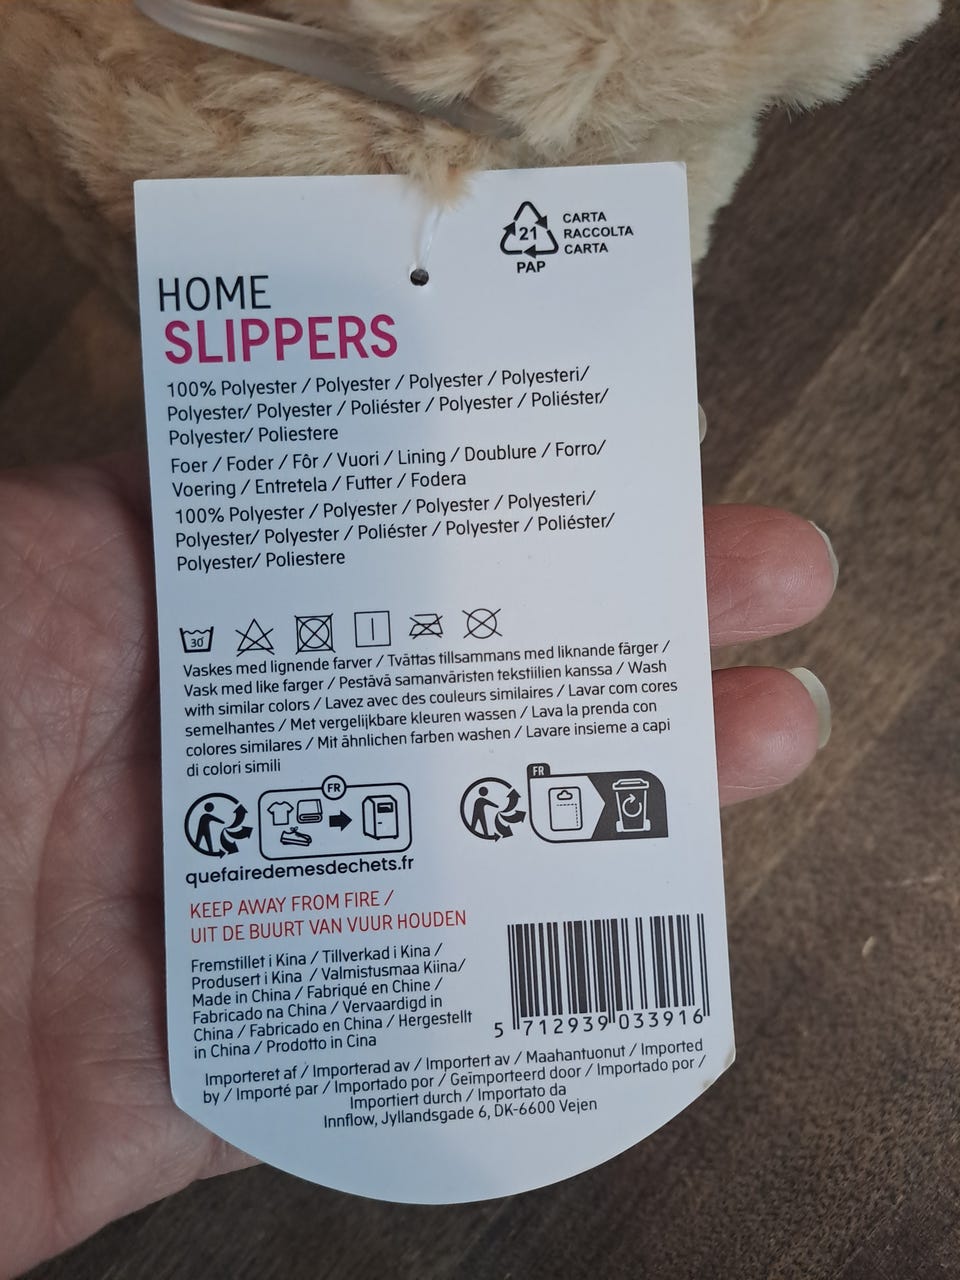 21
PAP
CARTA
RACCOLTA
CARTA
HOME
SLIPPERS
100% Polyester / Polyester / Polyester / Polyesteri/
Polyester/ Polyester / Poliéster / Polyester / Poliéster/
Polyester/ Poliestere
Foer / Foder / Fôr / Vuori / Lining / Doublure / Forro/
Voering / Entretela / Futter / Fodera
100% Polyester / Polyester / Polyester / Polyesteri/
Polyester/ Polyester / Poliéster / Polyester / Poliéster/
Polyester/ Poliestere
30°
Vaskes med lignende farver / Tvättas tillsammans med liknande färger /
Vask med like farger / Pestävä samanväristen tekstiilien kanssa / Wash
with similar colors / Lavez avec des couleurs similaires / Lavar com cores
semelhantes / Met vergelijkbare kleuren wassen / Lava la prenda con
colores similares / Mit ähnlichen farben washen / Lavare insieme a capi
di colori simili
FR
FR
quefairedemesdechets.fr
KEEP AWAY FROM FIRE /
UIT DE BUURT VAN VUUR HOUDEN
Fremstillet i Kina / Tillverkad i Kina /
Produsert i Kina / Valmistusmaa Kiina/
Made in China / Fabriqué en Chine /
Fabricado na China / Vervaardigd in
China / Fabricado en China / Hergestellt
in China / Prodotto in Cina
5 712939 033916
Importeret af / Importerad av / Importert av / Maahantuonut / Imported
by / Importé par / Importado por / Geïmporteerd door / Importado por /
Importiert durch / Importato da
Innflow, Jyllandsgade 6, DK-6600 Vejen